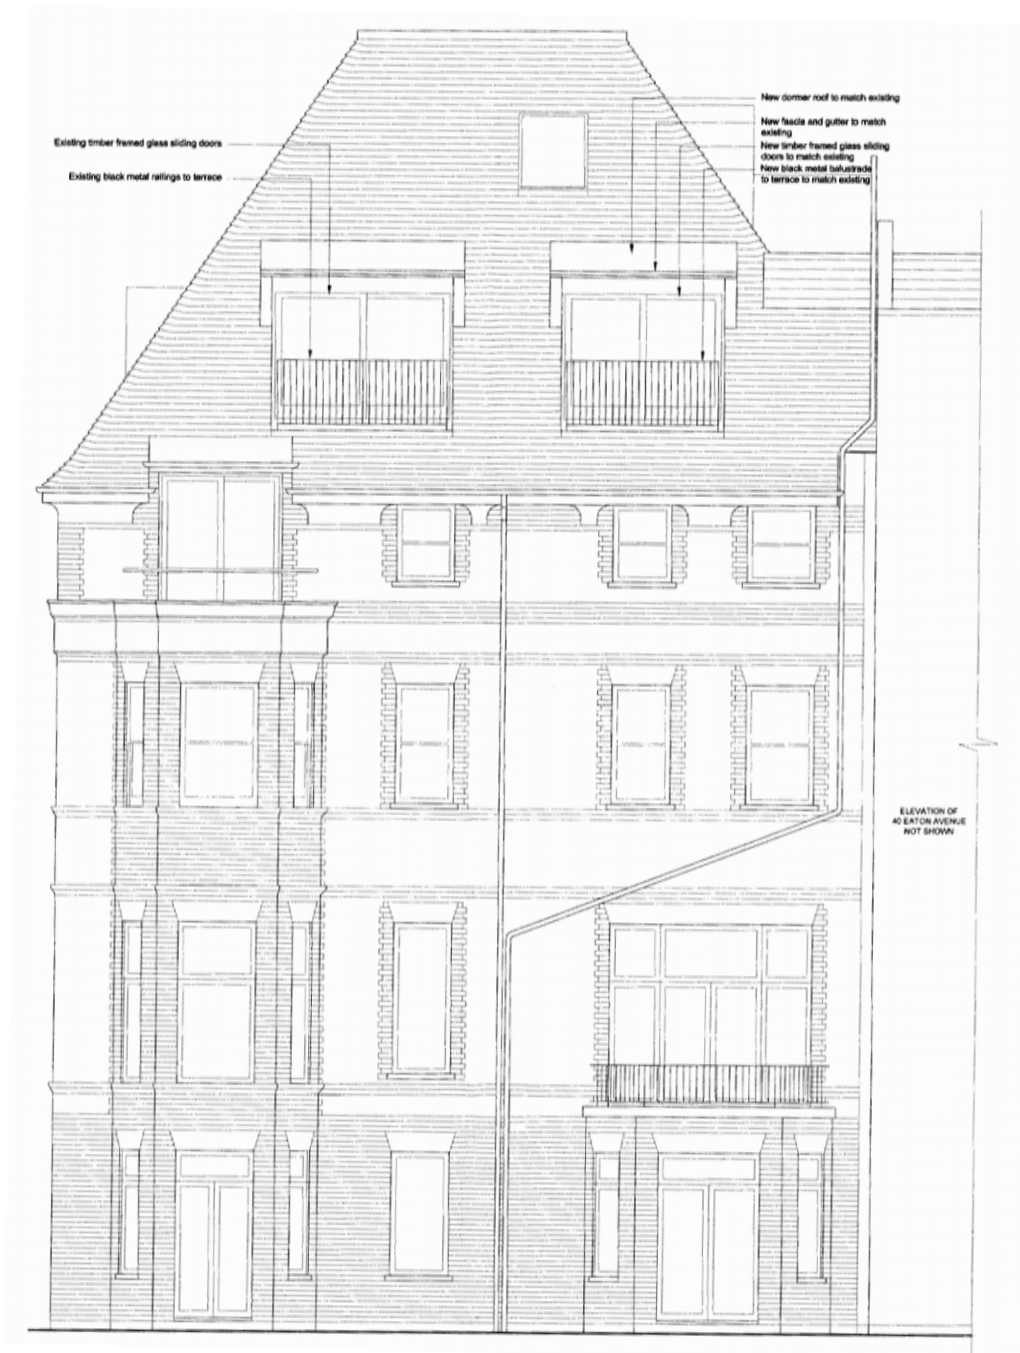 New dormer roof to match existing
New fascia and gutter to match
existing
Existing timber framed glass sliding doors
New timber framed glass sliding
doors to match existing
Existing black metal railings to terrace
New black metal balustrade
to terrace to match existing
ELEVATION OF
40 EATON AVENUE
NOT SHOWN